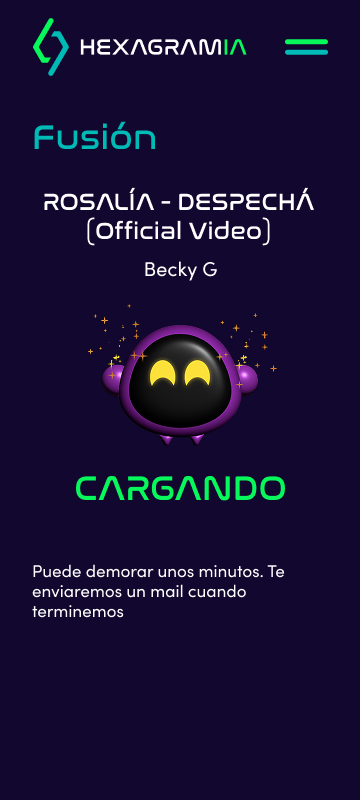 HEXAGRAMIA
Fusión
ROSALÍA - DESPECHÁ
(Official Video)
Becky G
CARGANDO
Puede demorar unos minutos. Te
enviaremos un mail cuando
terminemos